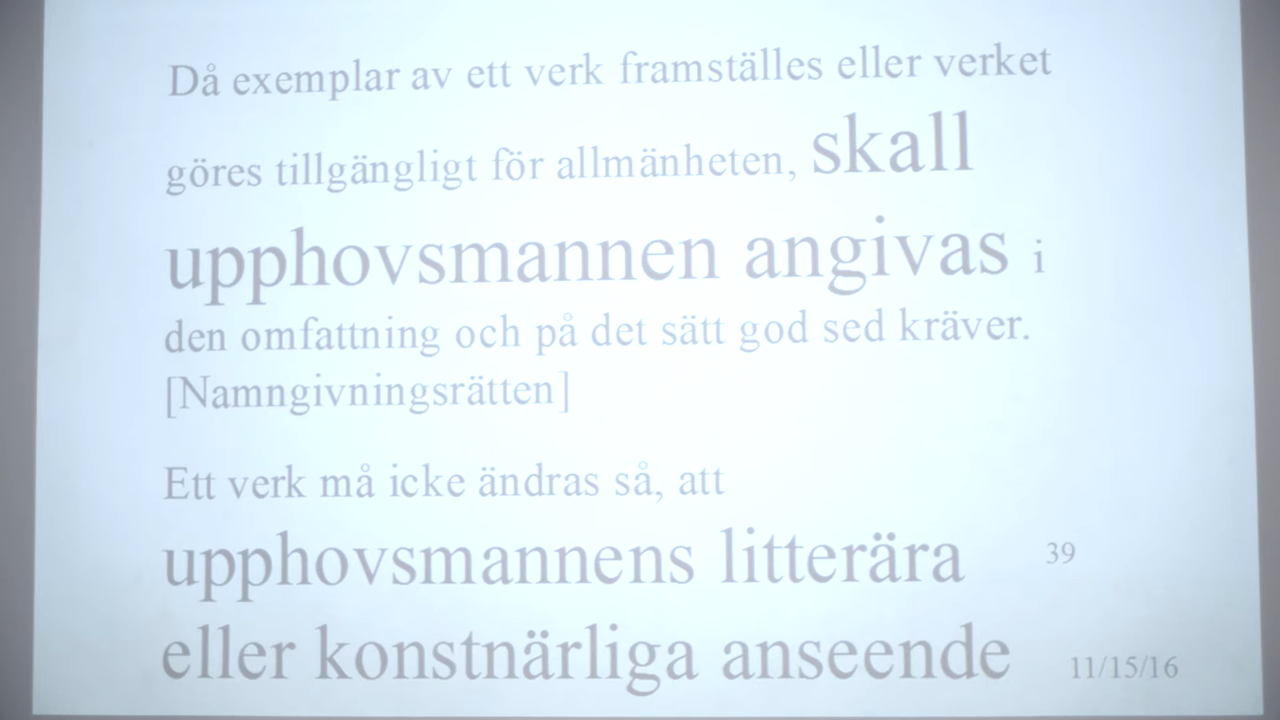 Då exemplar av ett verk framställes eller verket
göres tillgängligt för allmänheten, skall
upphovsmannen angivas i
den omfattning och på det sätt god sed kräver.
[Namngivningsrätten]
Ett verk må icke ändras så, att
upphovsmannens litterära
39
eller konstnärliga anseende
11/15/16